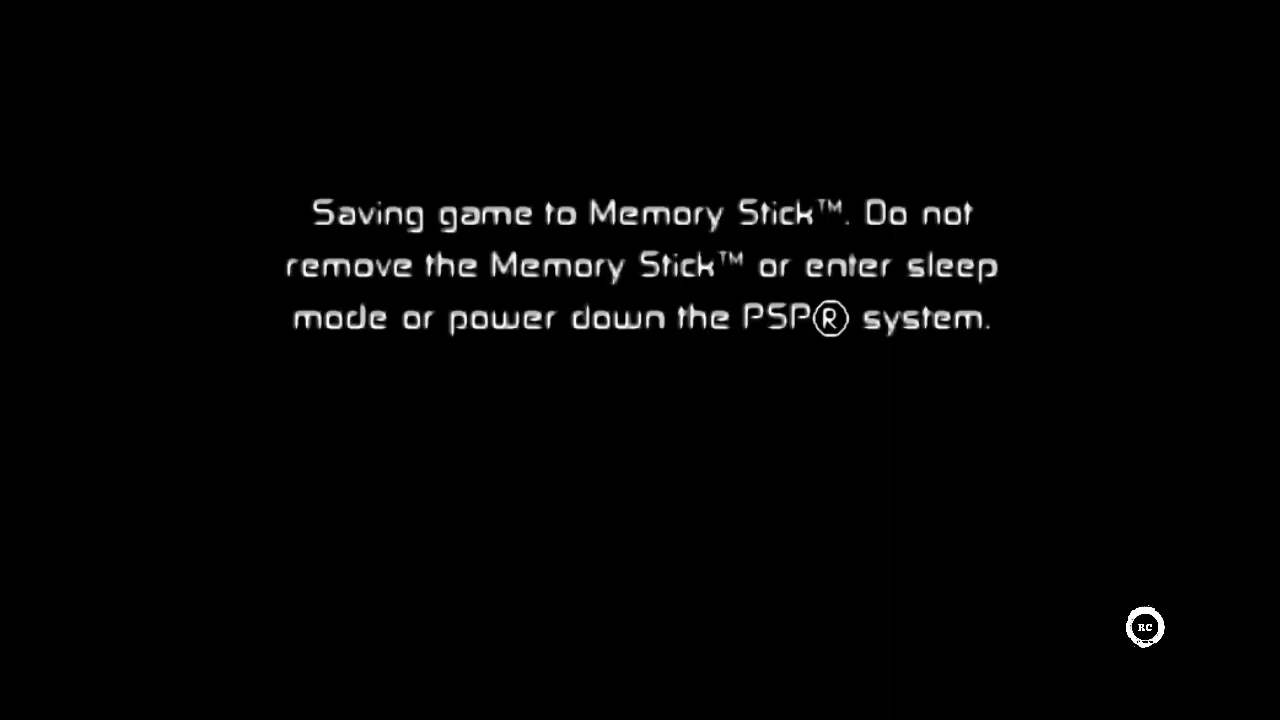 Saving game to Memory Stick™. Do not
remove the Memory Stick™ or enter sleep
mode or power down the PSP® system.
RC